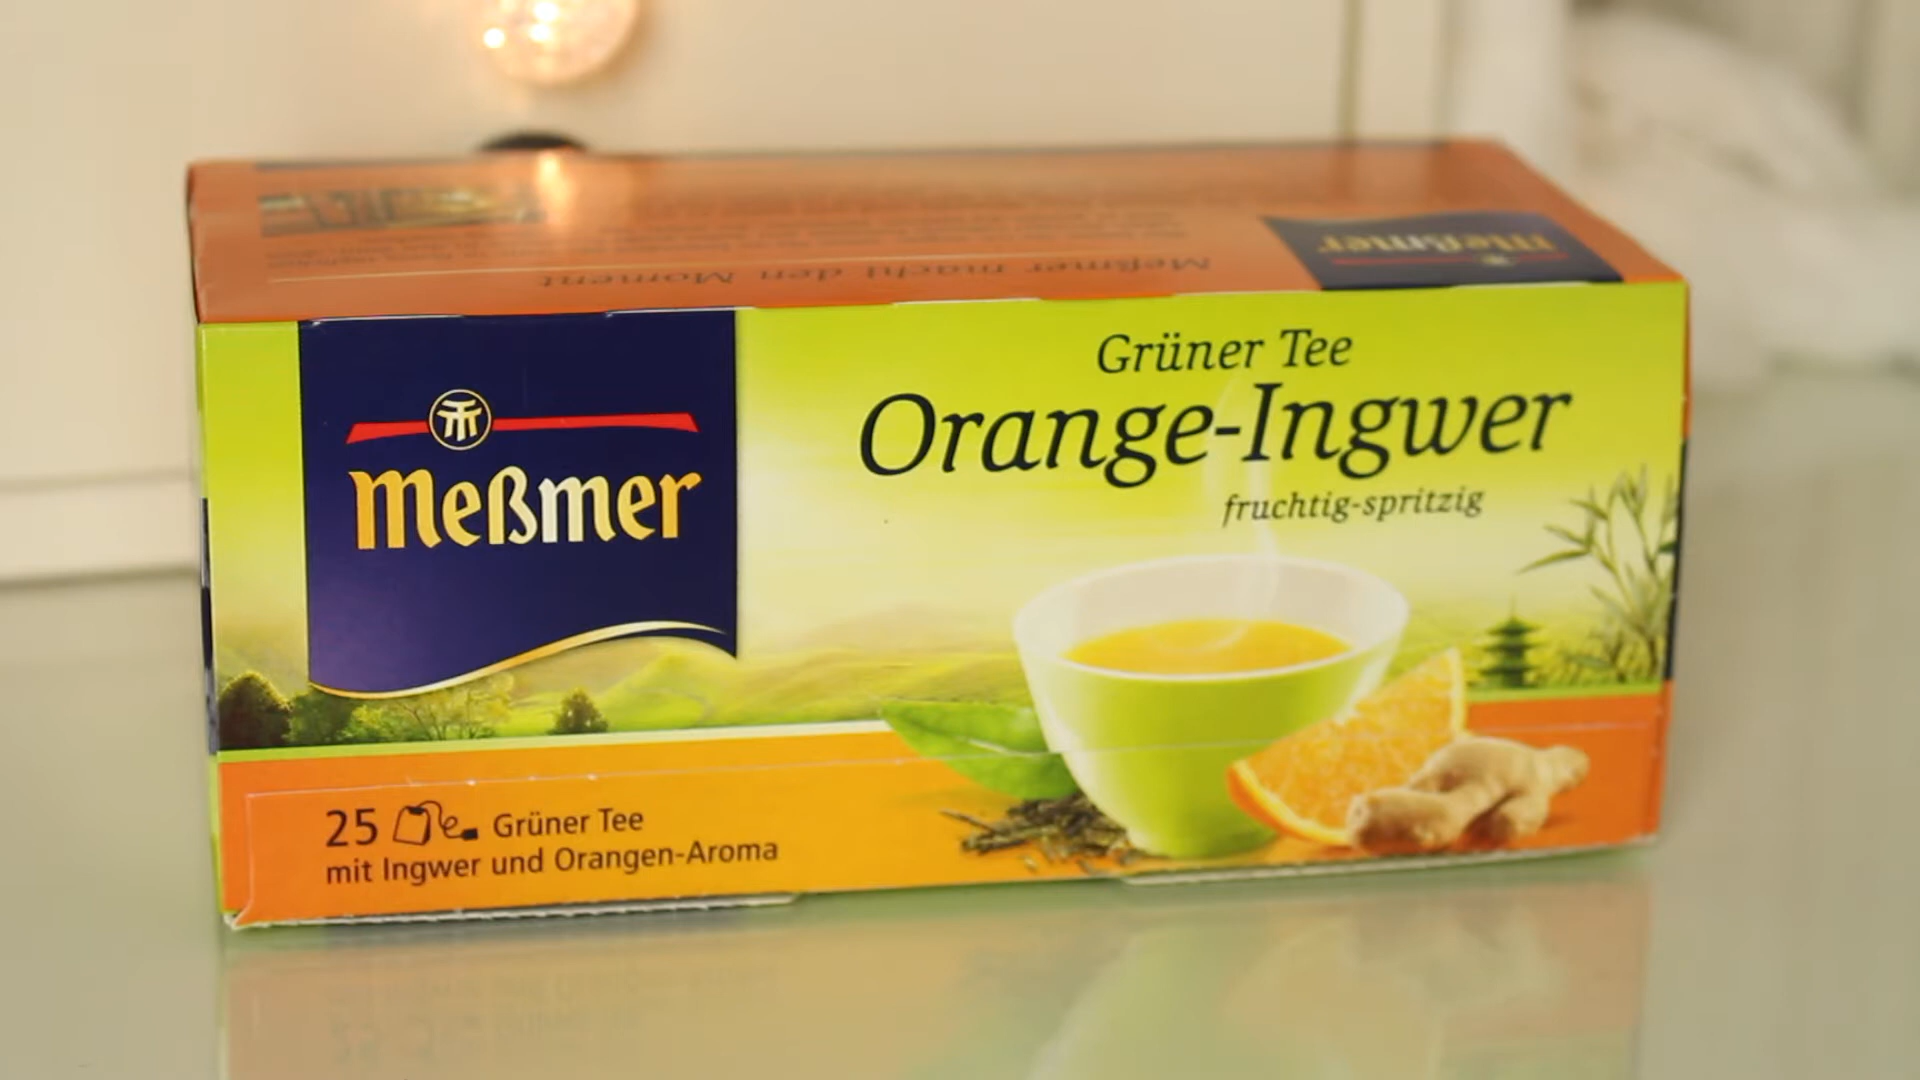 Meßmer macht den Moment
Meßmer
Meßmer
Grüner Tee
Orange-Ingwer
fruchtig-spritzig
25 Grüner Tee
mit Ingwer und Orangen-Aroma